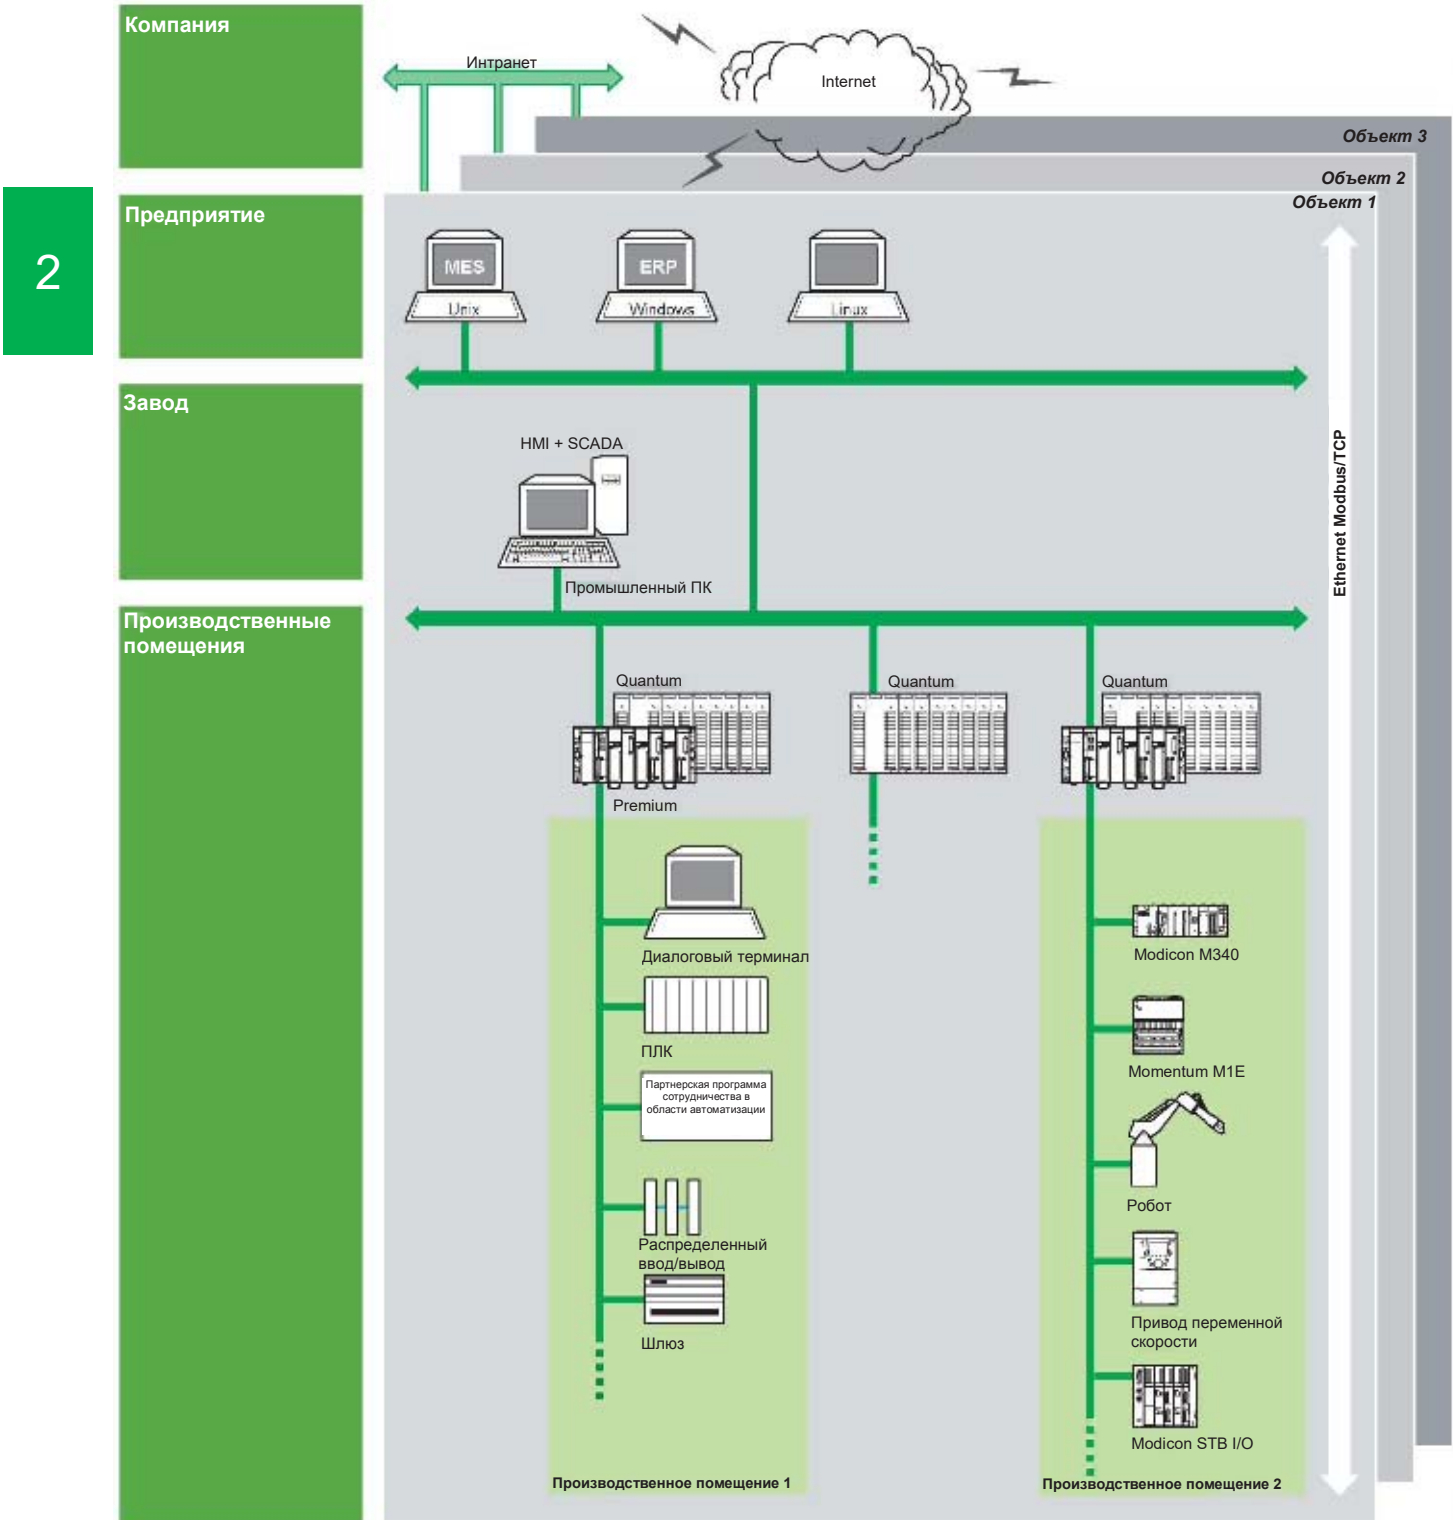 Компания
Интранет
Internet
Объект 3
Объект 2
Объект 1
Предприятие
2
MES
ERP
Unix
Windows
Linux
Завод
HMI + SCADA
Ethernet Modbus/TCP
Промышленный ПК
Производственные
помещения
Quantum
Quantum
Quantum
Premium
Диалоговый терминал
ПЛК
Партнерская программа
сотрудничества в
области автоматизации
Распределенный
ввод/вывод
Шлюз
Производственное помещение 1
Modicon M340
Momentum M1E
Робот
Привод переменной
скорости
Modicon STB I/O
Производственное помещение 2